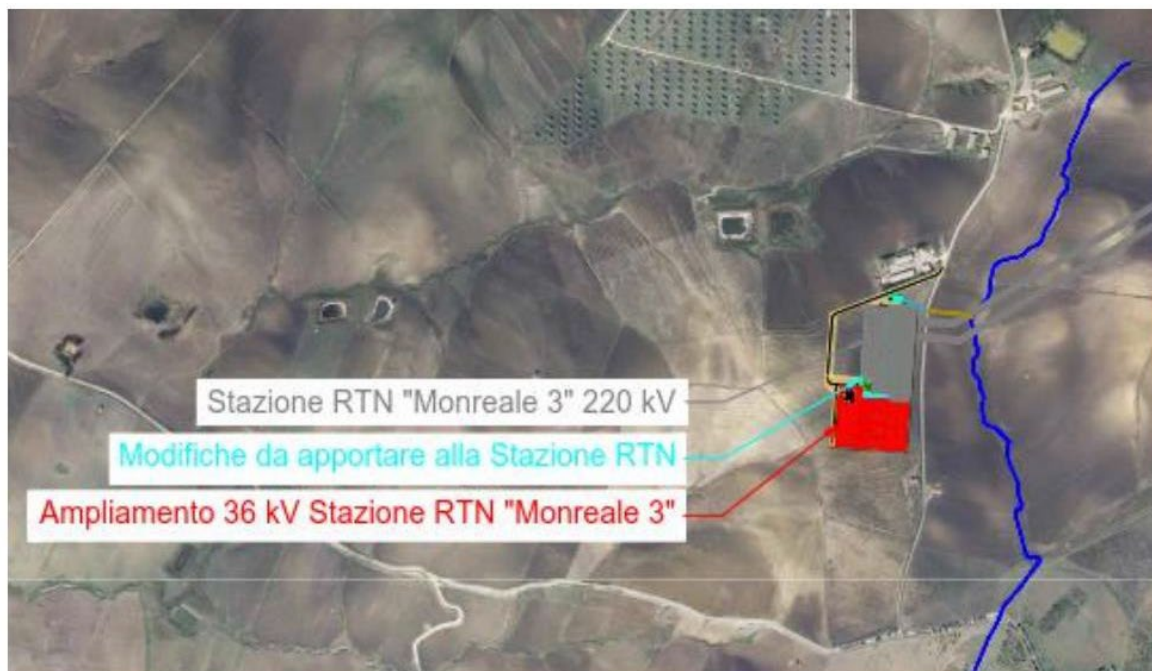 Stazione RTN "Monreale 3" 220 kV
Modifiche da apportare alla Stazione RTN
Ampliamento 36 kV Stazione RTN "Monreale 3"